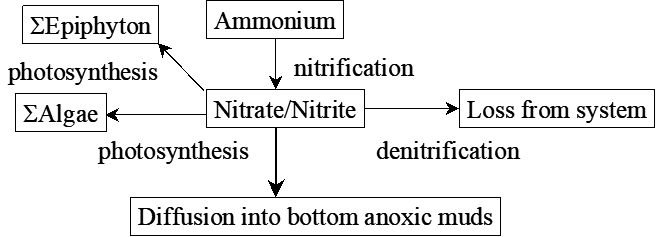 ΣEpiphyton
Ammonium
photosynthesis
nitrification
ΣAlgae
Nitrate/Nitrite
Loss from system
photosynthesis
denitrification
Diffusion into bottom anoxic muds